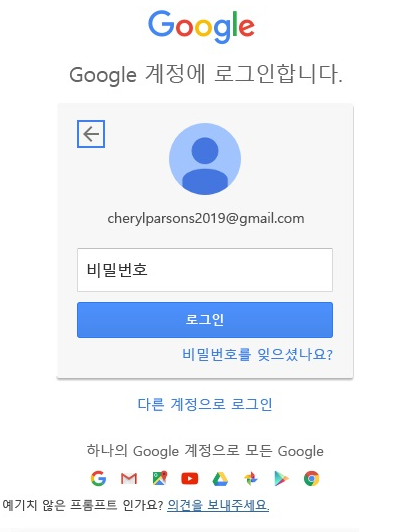 Google
Google 계정에 로그인합니다.
cherylparsons2019@gmail.com
비밀번호
로그인
비밀번호를 잊으셨나요?
다른 계정으로 로그인
하나의 Google 계정으로 모든 Google
예기치 않은 프롬프트 인가요? 의견을 보내주세요.